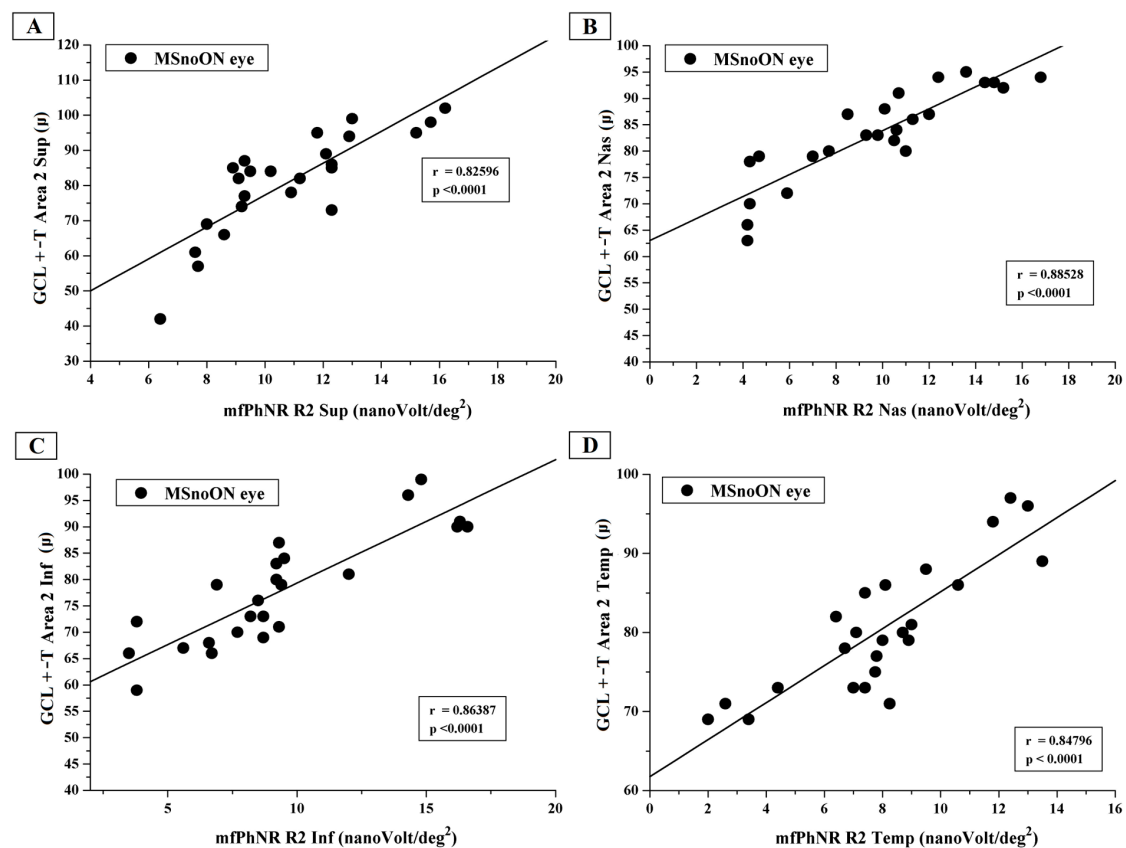 A
MSnoON eye
120
110
100
90
80
70
60
50
40
30
GCL + -T Area 2 Sup (μ)
r = 0.82596
p <0.0001
4 6 8 10 12 14 16 18 20
mfPhNR R2 Sup (nanoVolt/deg²)
B
MSnoON eye
100
95
90
85
80
75
70
65
60
55
50
45
40
GCL + -T Area 2 Nas (μ)
r = 0.88528
p <0.0001
0 2 4 6 8 10 12 14 16 18 20
mfPhNR R2 Nas (nanoVolt/deg²)
C
MSnoON eye
100
95
90
85
80
75
70
65
60
55
50
45
40
GCL + -T Area 2 Inf (μ)
r = 0.86387
p <0.0001
5 10 15 20
mfPhNR R2 Inf (nanoVolt/deg²)
D
MSnoON eye
100
90
80
70
60
GCL + -T Area 2 Temp (μ)
r = 0.84796
p < 0.0001
0 2 4 6 8 10 12 14 16
mfPhNR R2 Temp (nanoVolt/deg²)